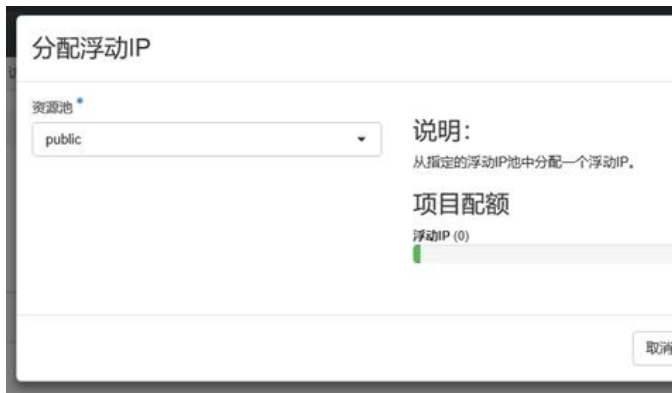 分配浮动IP
资源池
public
说明:
从指定的浮动IP池中分配一个浮动IP。
项目配额
浮动IP (0)
取消